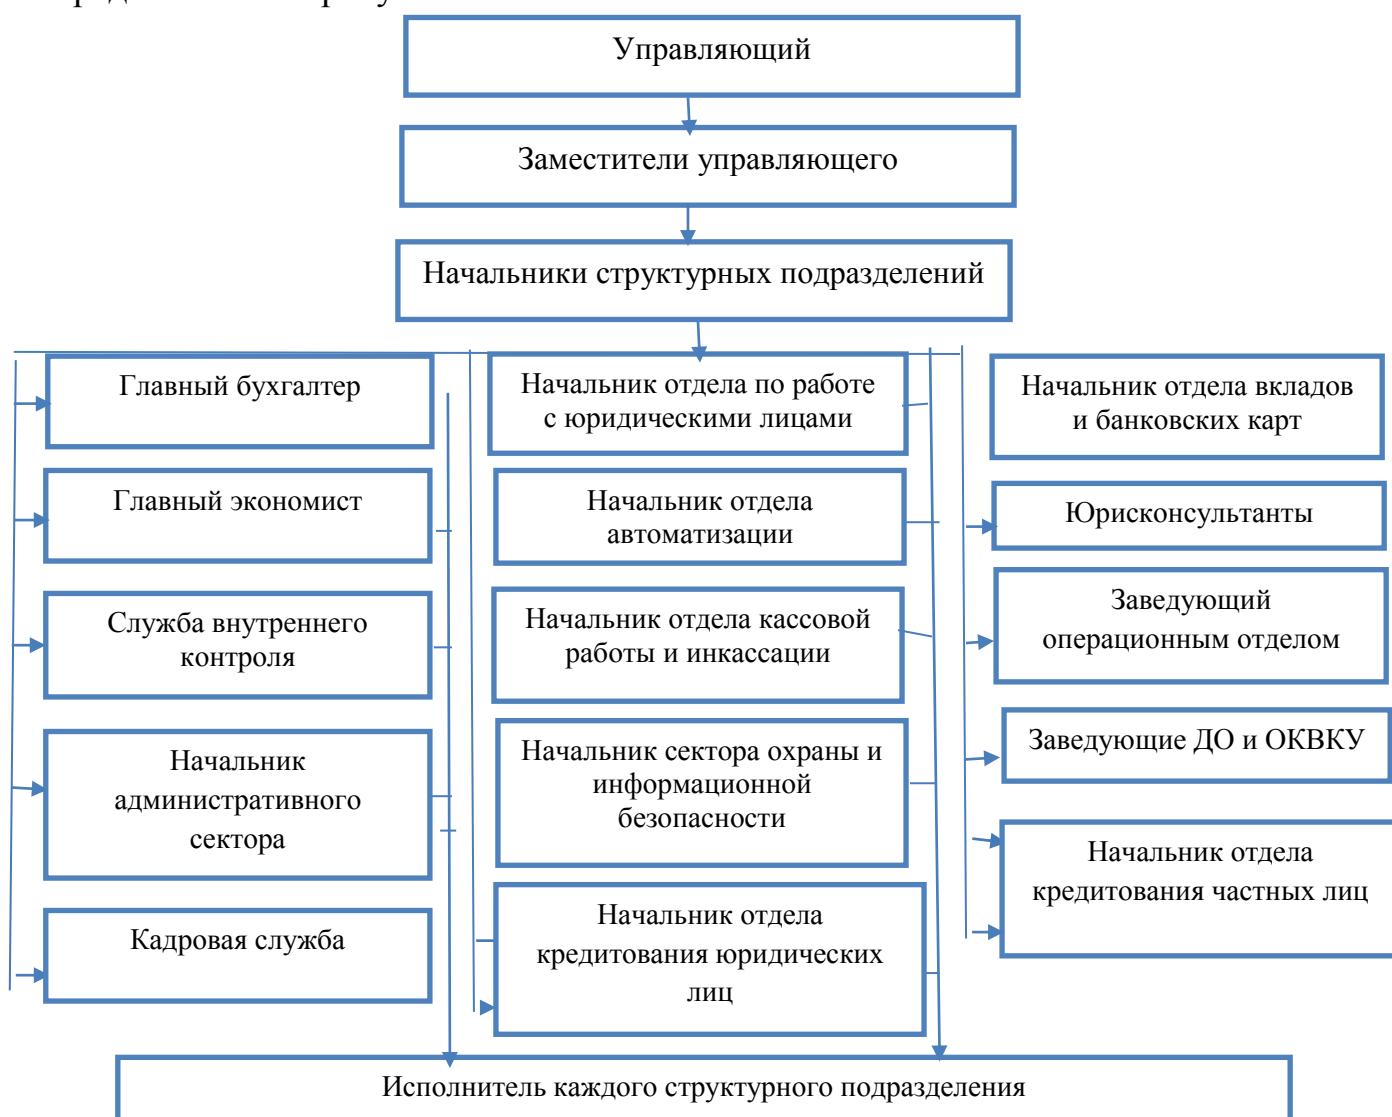 Управляющий
Заместители управляющего
Начальники структурных подразделений
Главный бухгалтер
Главный экономист
Служба внутреннего
контроля
Начальник
административного
сектора
Кадровая служба
Начальник отдела по работе
с юридическими лицами
Начальник отдела
автоматизации
Начальник отдела кассовой
работы и инкассации
Начальник сектора охраны и
информационной
безопасности
Начальник отдела
кредитования юридических
лиц
Начальник отдела вкладов
и банковских карт
Юрисконсультанты
Заведующий
операционным отделом
Заведующие ДО и ОКВКУ
Начальник отдела
кредитования частных лиц
Исполнитель каждого структурного подразделения